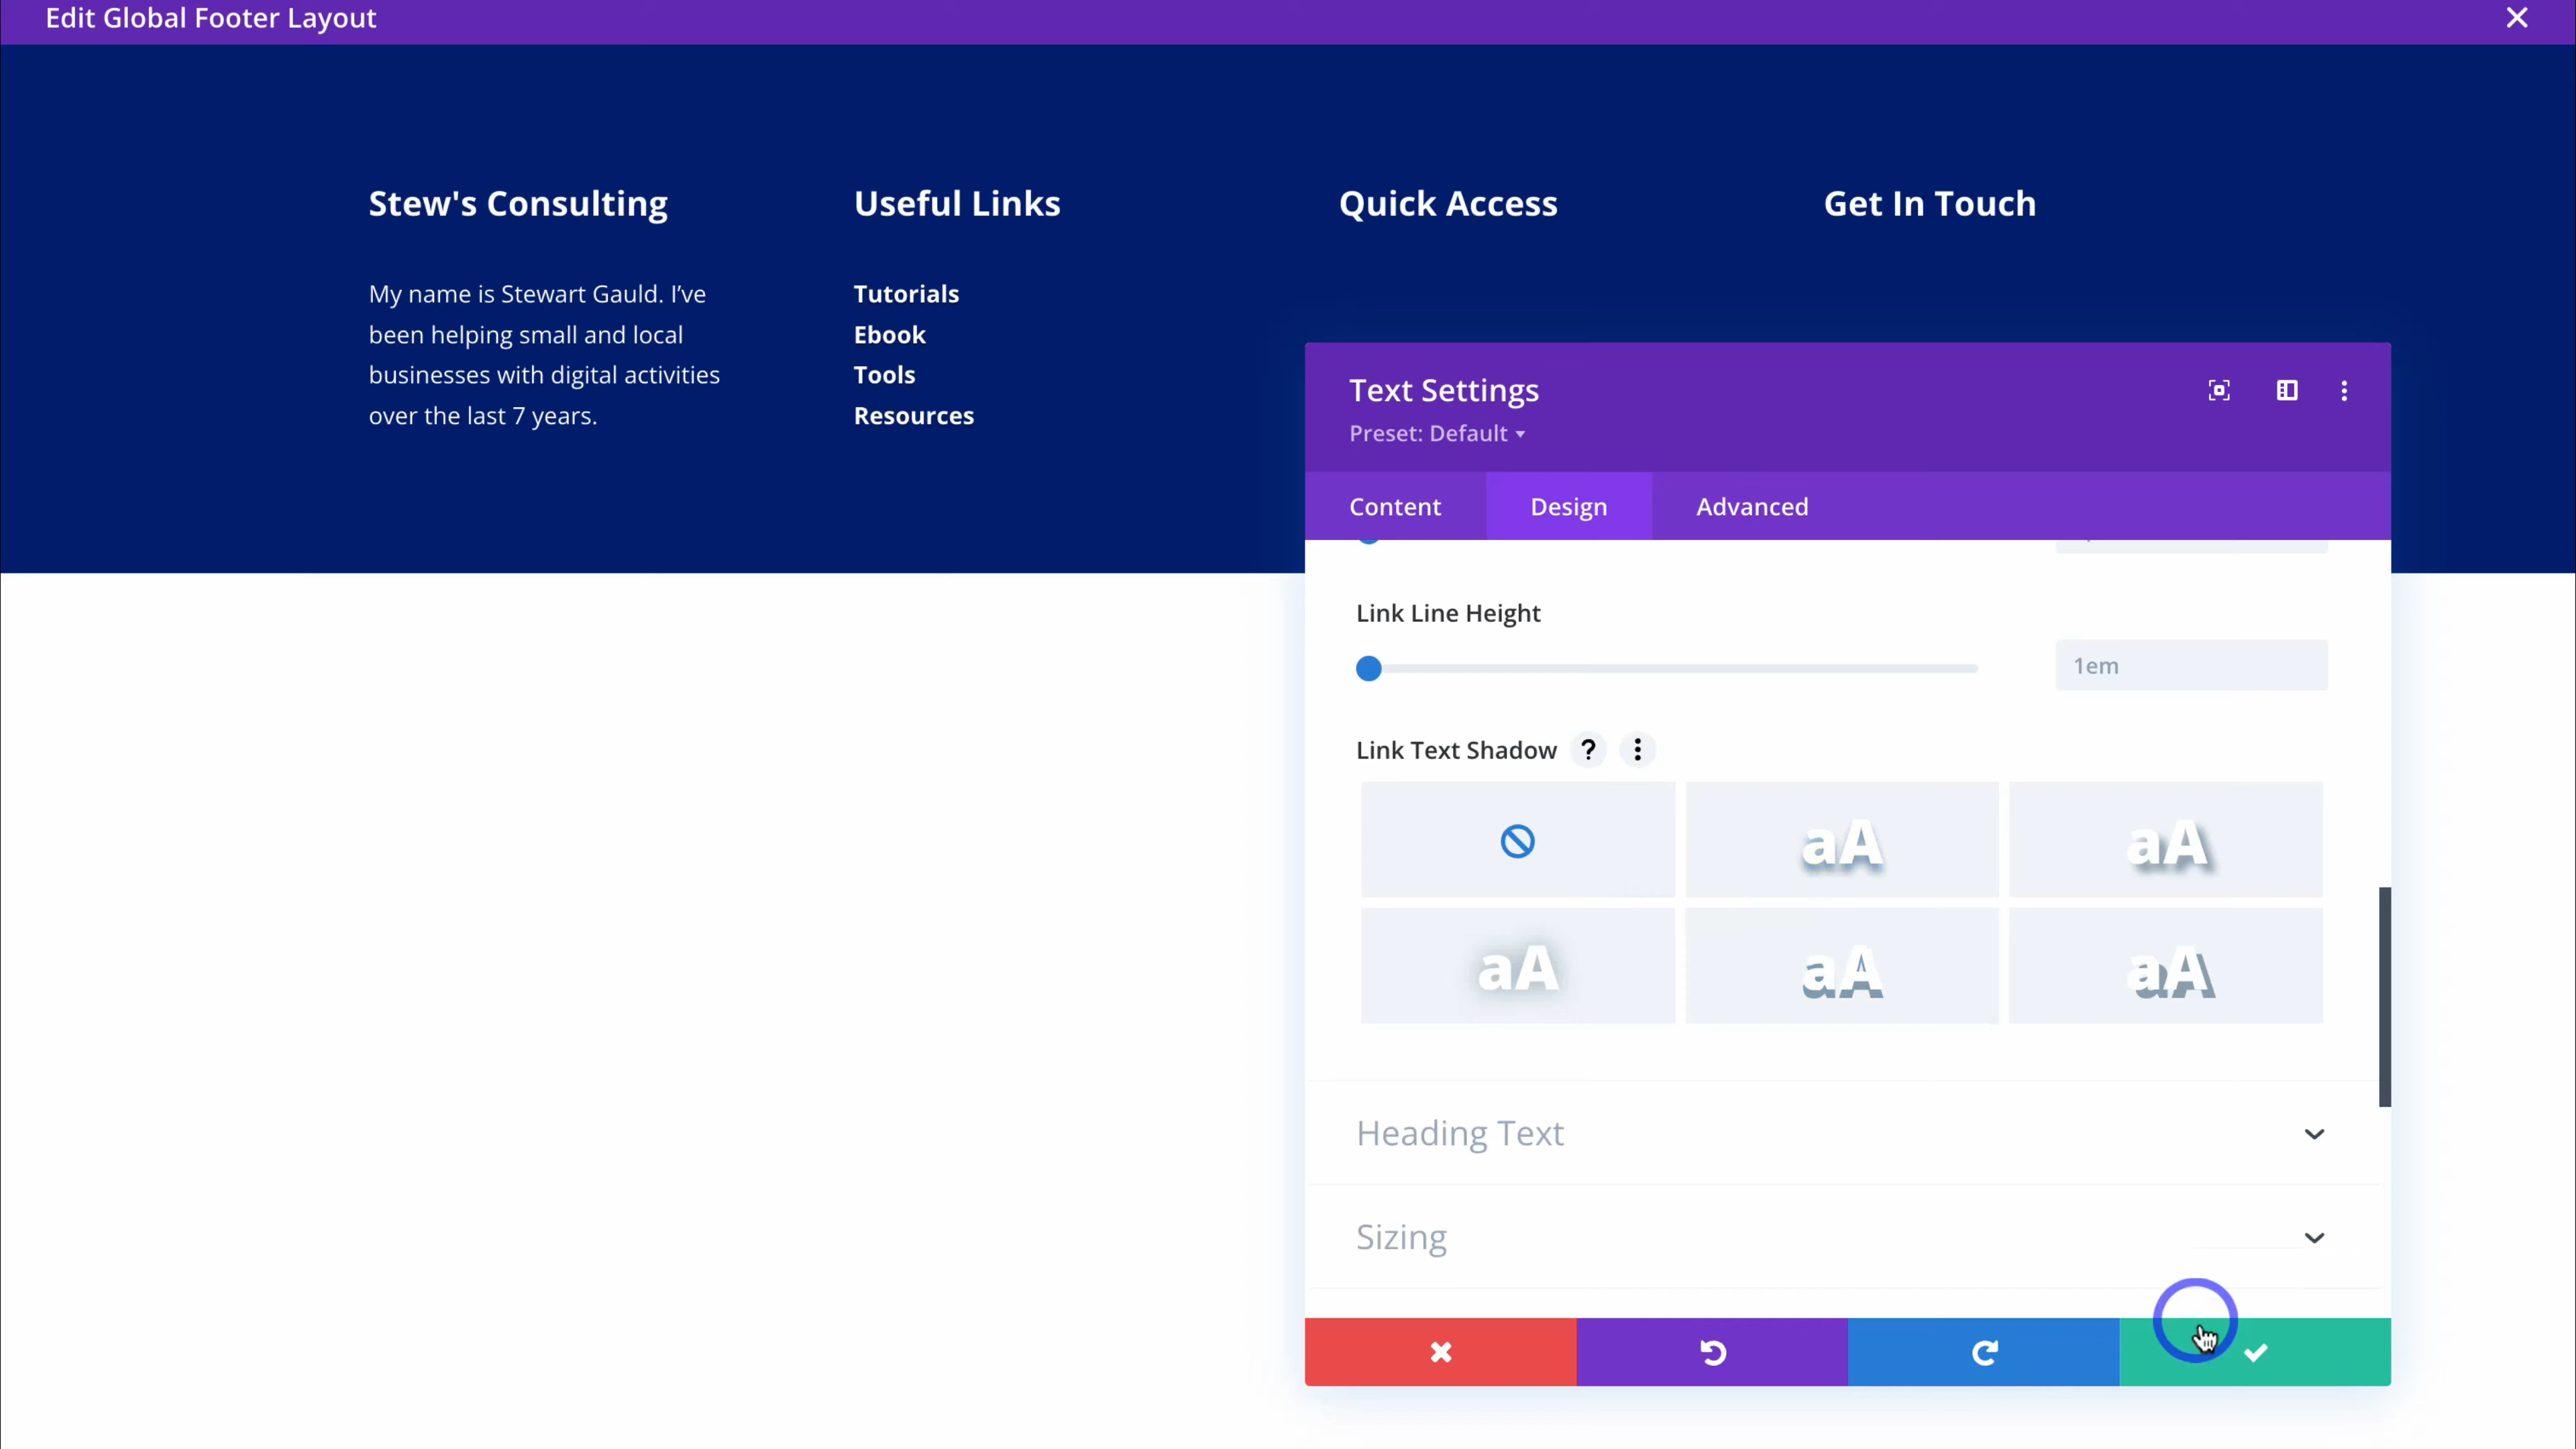 Edit Global Footer Layout
Stew's Consulting
Useful Links
Quick Access
Get In Touch
My name is Stewart Gauld. I’ve
been helping small and local
businesses with digital activities
over the last 7 years.
Tutorials
Ebook
Tools
Resources
Text Settings
Preset: Default
Content
Design
Advanced
Link Line Height
1em
Link Text Shadow
?
aA
aA
aA
aA
aA
Heading Text
Sizing